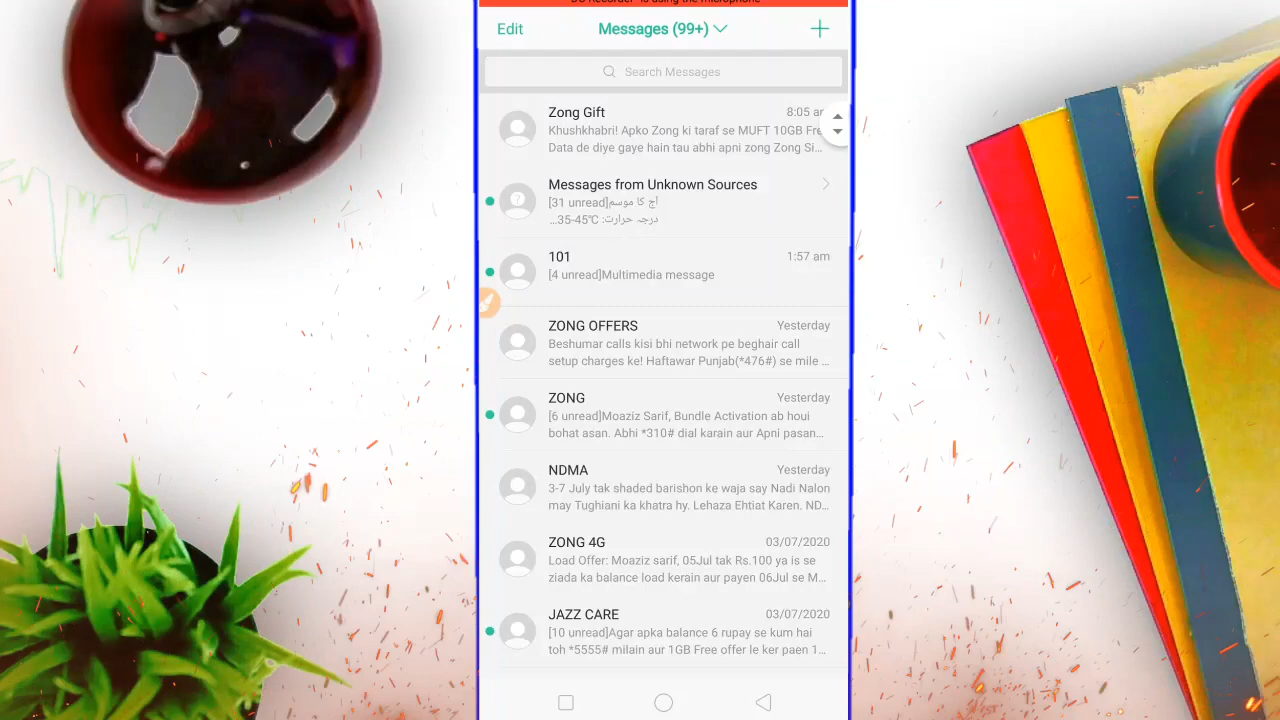 DU Recorder is using the microphone
Edit
Messages (99+)
Search Messages
Zong Gift
8:05 am
Khushkhabri! Apko Zong ki taraf se MUFT 10GB Free
Data de diye gaye hain tau abhi apni zong Zong Si...
Messages from Unknown Sources
[31 unread]آج کا موسم
درجہ حرارت: 35-45°C...
101
1:57 am
[4 unread]Multimedia message
ZONG OFFERS
Yesterday
Beshumar calls kisi bhi network pe beghair call
setup charges ke! Haftawar Punjab(*476#) se mile ...
ZONG
Yesterday
[6 unread]Moaziz Sarif, Bundle Activation ab houi
bohat asan. Abhi *310# dial karain aur Apni pasan...
NDMA
Yesterday
3-7 July tak shaded barishon ke waja say Nadi Nalon
may Tughiani ka khatra hy. Lehaza Ehtiat Karen. ND...
ZONG 4G
03/07/2020
Load Offer: Moaziz sarif, 05Jul tak Rs.100 ya is se
ziada ka balance load kerain aur payen 06Jul se M...
JAZZ CARE
03/07/2020
[10 unread]Agar apka balance 6 rupay se kum hai
toh *5555# milain aur 1GB Free offer le ker paen 1...